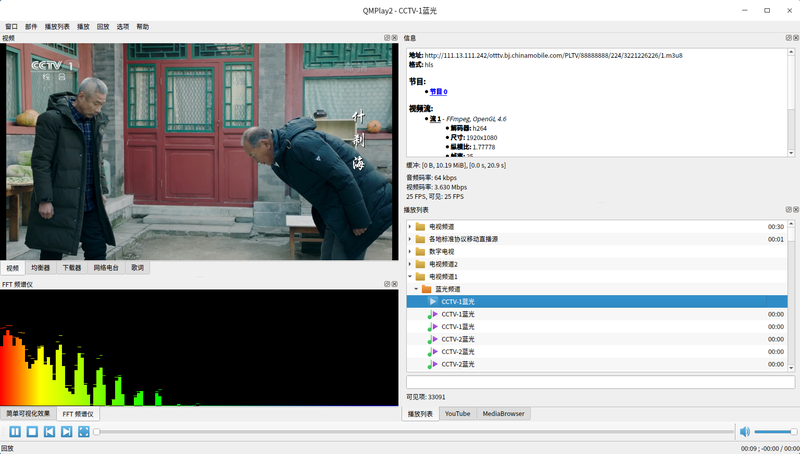 QMPlay2 - CCTV-1蓝光
窗口 部件 播放列表 播放 回放 选项 帮助
视频
CCTV 1
综合
什刹海
视频 均衡器 下载器 网络电台 歌词
FFT 频谱仪
简单可视化效果 FFT 频谱仪
信息
地址: http://111.13.111.242/otttv.bj.chinamobile.com/PLTV/88888888/224/3221226226/1.m3u8
格式: hls
节目:
节目 0
视频流:
流 1 - FFmpeg, OpenGL 4.6
解码器: h264
尺寸: 1920x1080
纵横比: 1.77778
帧率: 25
缓冲: [0 B, 10.19 MiB], [0.0 s, 20.9 s]
音频码率: 64 kbps
视频码率: 3.630 Mbps
25 FPS, 可见: 25 FPS
播放列表
电视频道 00:30
各地标准协议移动直播源 00:01
数字电视
电视频道2
电视频道1
蓝光频道
CCTV-1蓝光
CCTV-1蓝光 00:00
CCTV-1蓝光 00:00
CCTV-2蓝光 00:00
CCTV-2蓝光 00:00
CCTV-2蓝光 00:00
可见项: 33091
播放列表 YouTube MediaBrowser
回放 00:09 ; -00:00 / 00:00